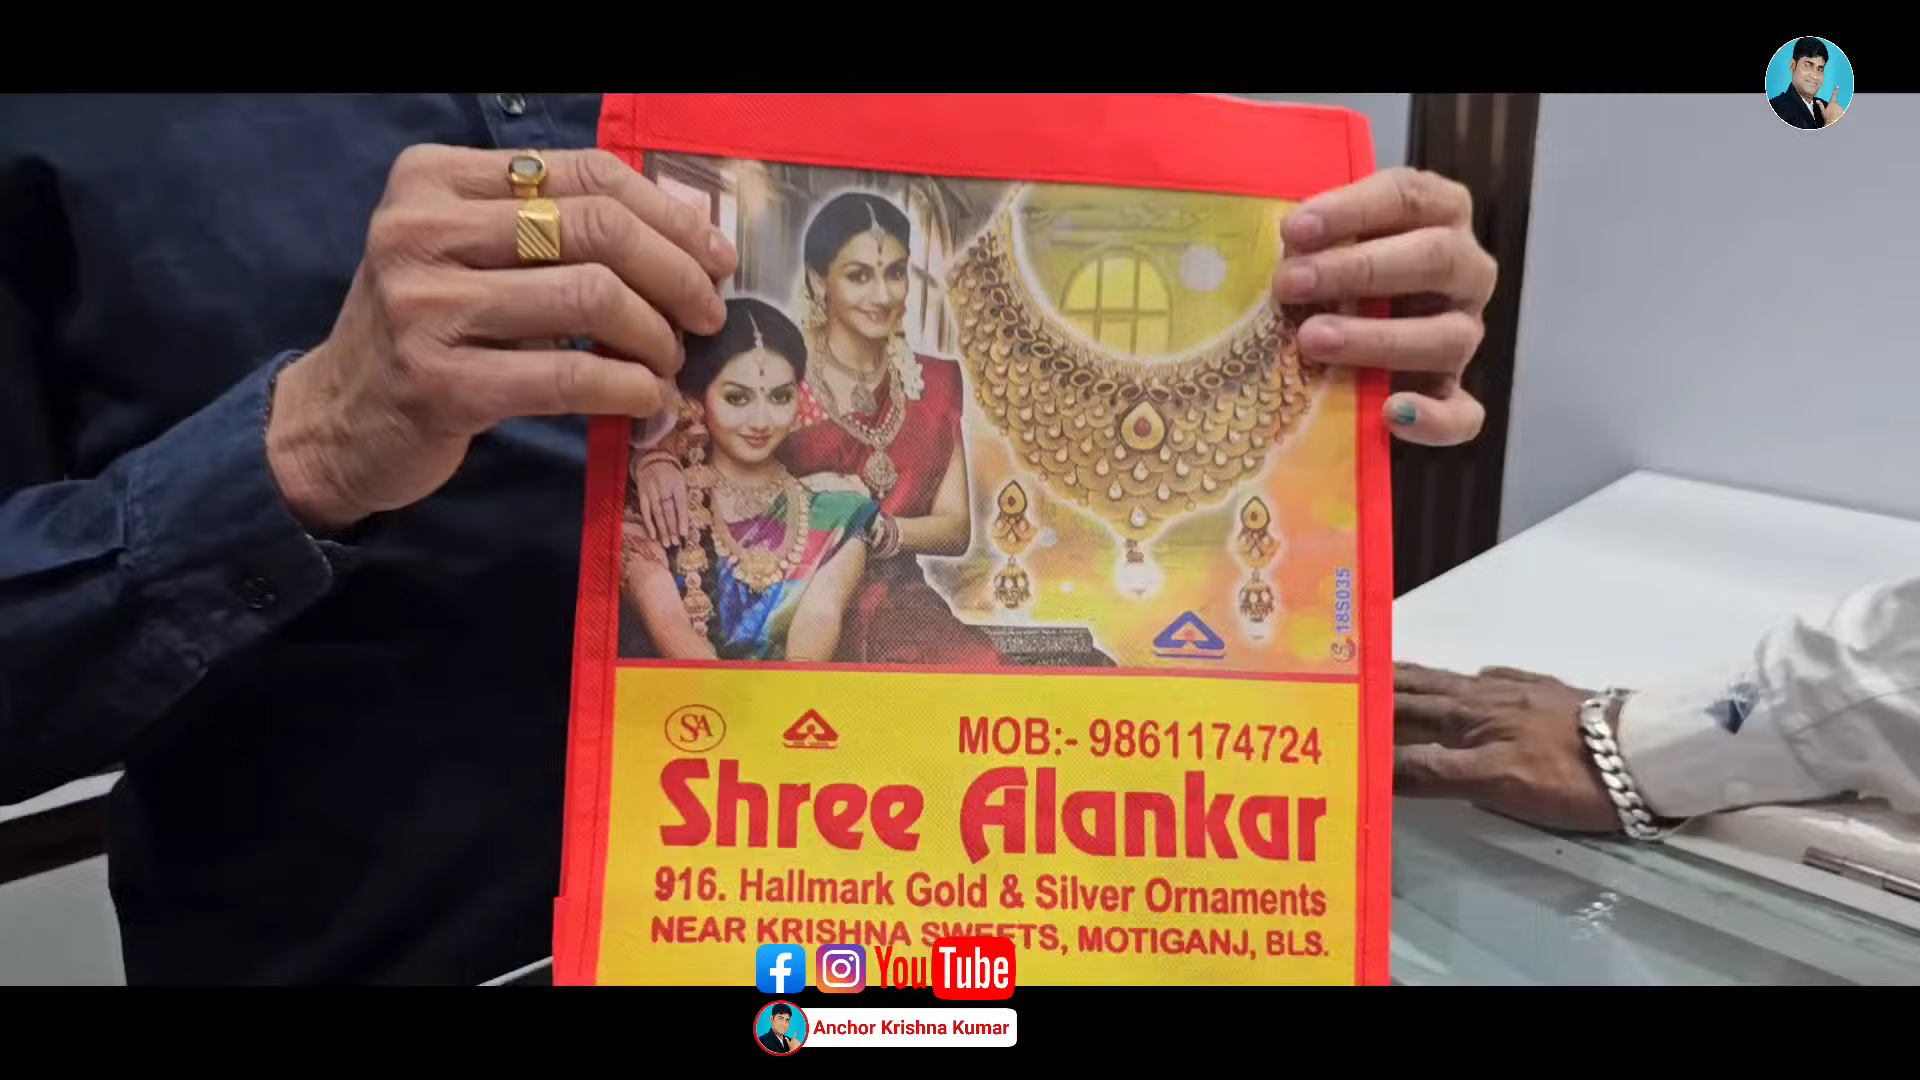 18S035
SA
MOB:- 9861174724
Shree Alankar
916. Hallmark Gold & Silver Ornaments
NEAR KRISHNA SWEETS, MOTIGANJ, BLS.
YouTube
Anchor Krishna Kumar